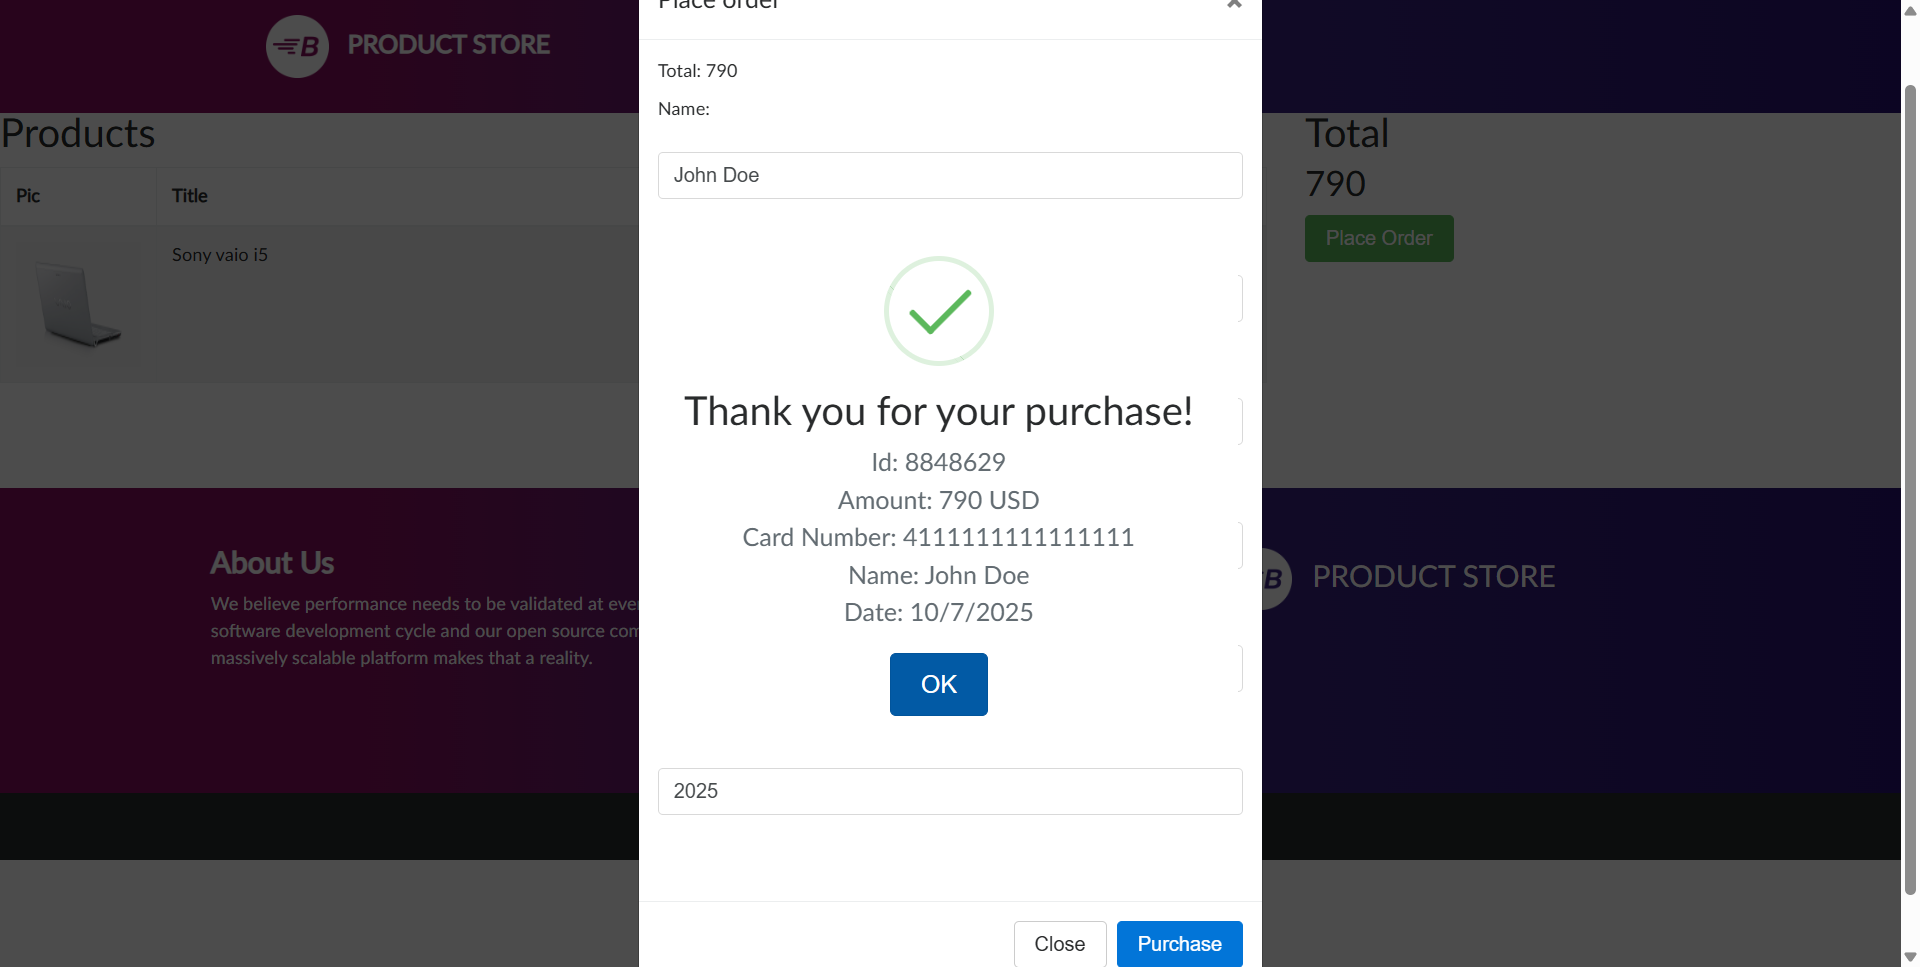 Place order
×
B PRODUCT STORE
Total: 790
Name:
Products
Total
John Doe
790
Pic Title
Place Order
Sony vaio i5
Thank you for your purchase!
Id: 8848629
Amount: 790 USD
Card Number: 4111111111111111
Name: John Doe
Date: 10/7/2025
OK
About Us
We believe performance needs to be validated at eve
software development cycle and our open source com
massively scalable platform makes that a reality.
B PRODUCT STORE
2025
Close Purchase